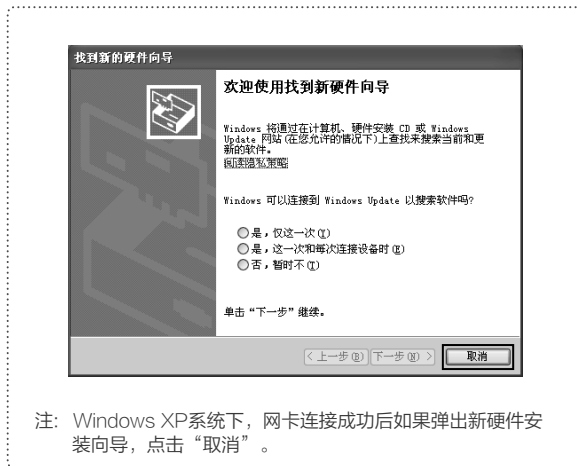 找到新的硬件向导
欢迎使用找到新硬件向导
Windows 将通过在计算机、硬件安装 CD 或 Windows
Update 网站(在您允许的情况下)上查找来搜索当前和更
新的软件。
阅读隐私策略
Windows 可以连接到 Windows Update 以搜索软件吗?
是，仅这一次(Y)
是，这一次和每次连接设备时(E)
否，暂时不(T)
单击“下一步”继续。
< 上一步(B) 下一步(N) > 取消
注: Windows XP系统下，网卡连接成功后如果弹出新硬件安
装向导，点击“取消”。